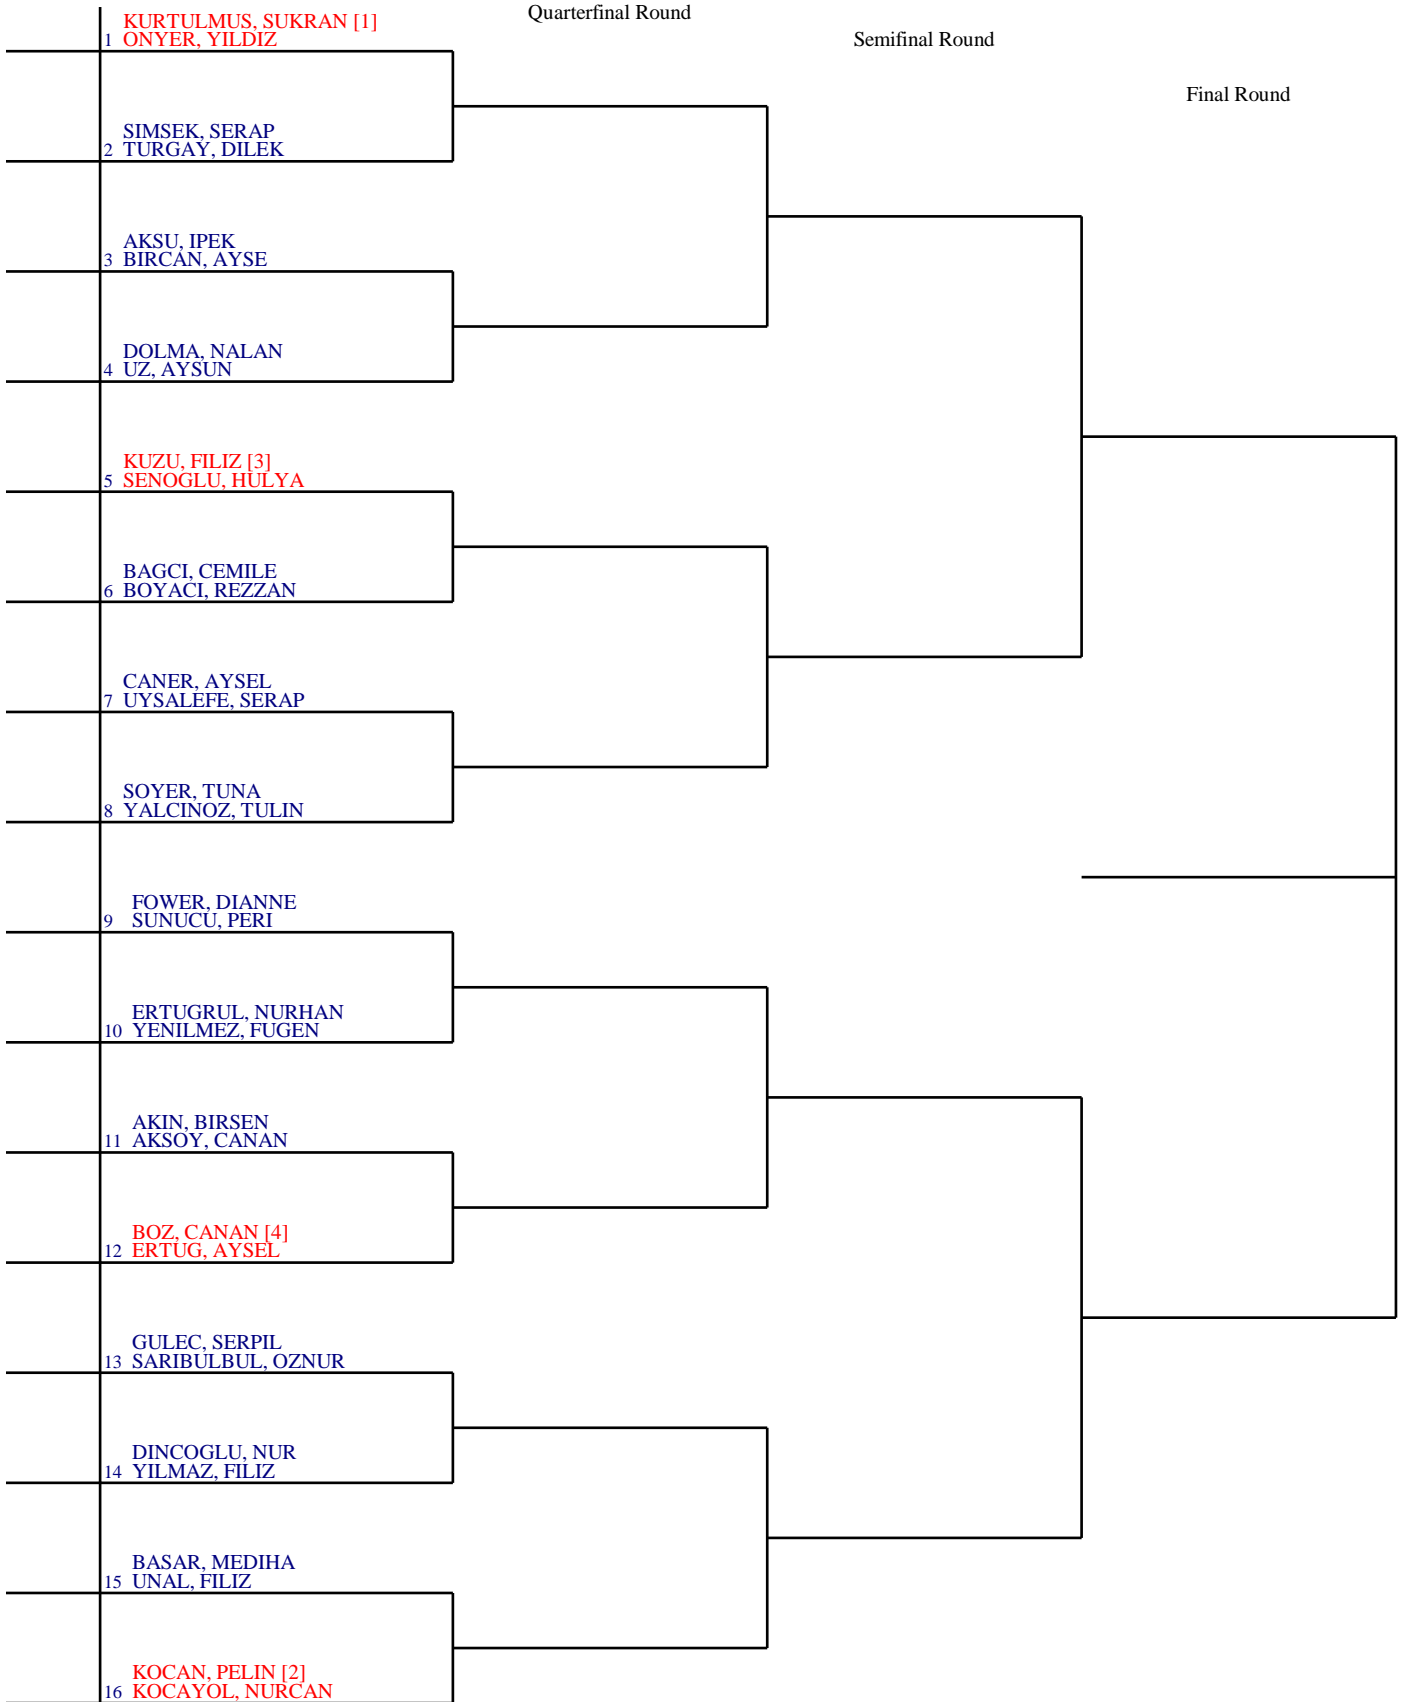 Quarterfinal Round
Semifinal Round
Final Round
KURTULMUS, SUKRAN [1]
1 ONYER, YILDIZ
SIMSEK, SERAP
2 TURGAY, DILEK
AKSU, IPEK
3 BIRCAN, AYSE
DOLMA, NALAN
4 UZ, AYSUN
KUZU, FILIZ [3]
5 SENOGLU, HULYA
BAGCI, CEMILE
6 BOYACI, REZZAN
CANER, AYSEL
7 UYSALEFE, SERAP
SOYER, TUNA
8 YALCINOZ, TULIN
FOWER, DIANNE
9 SUNUCU, PERI
ERTUGRUL, NURHAN
10 YENILMEZ, FUGEN
AKIN, BIRSEN
11 AKSOY, CANAN
BOZ, CANAN [4]
12 ERTUG, AYSEL
GULEC, SERPIL
13 SARIBULBUL, OZNUR
DINCOGLU, NUR
14 YILMAZ, FILIZ
BASAR, MEDIHA
15 UNAL, FILIZ
KOCAN, PELIN [2]
16 KOCAYOL, NURCAN